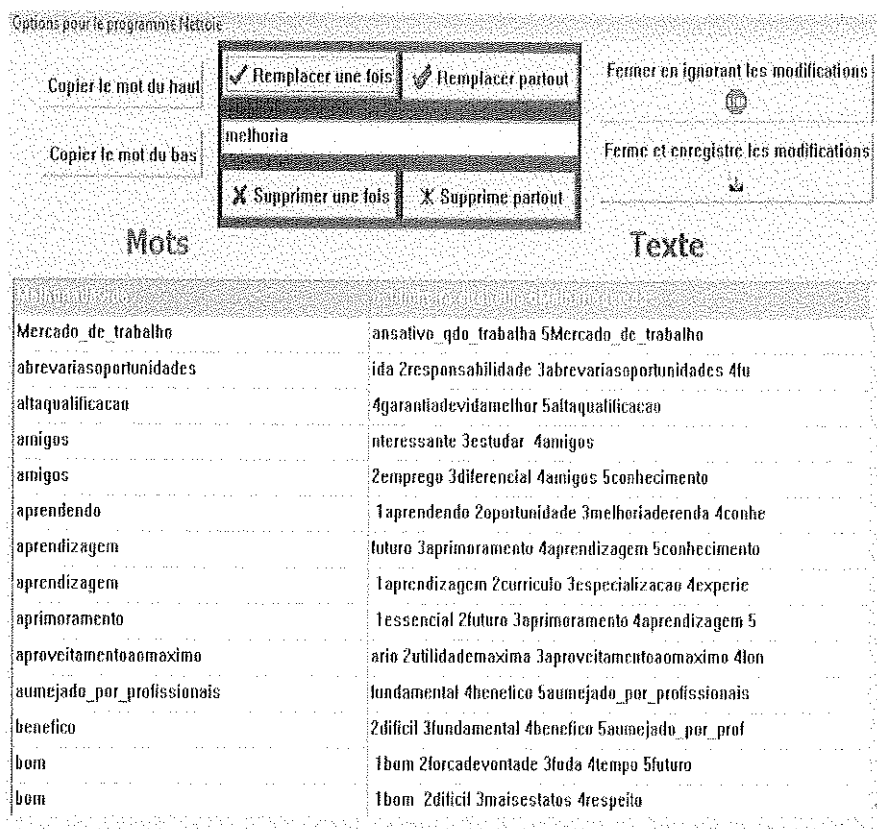 Options pour le programme Nettoie
Copier le mot du haut
Remplacer une fois
Remplacer partout
Fermer en ignorant les modifications
melhoria
Copier le mot du bas
Ferme et enregistre les modifications
X Supprimer une fois
X Supprime partout
Mots
Texte
Mercado_de_trabalho ansativo_qdo_trabalha 5Mercado_de_trabalho
abrevariasoportunidades ida 2responsabilidade 3abrevariasoportunidades 4fu
altaqualificacao 4garantiadevidamelhor 5altaqualificacao
amigos nteressante 3estudar 4amigos
amigos 2emprego 3diferencial 4amigos 5conhecimento
aprendendo 1aprendendo 2oportunidade 3melhoriaderenda 4conhe
aprendizagem futuro 3aprimoramento 4aprendizagem 5conhecimento
aprendizagem 1aprendizagem 2curriculo 3especializacao 4experie
aprimoramento 1essencial 2futuro 3aprimoramento 4aprendizagem 5
aproveitamentoaomaximo ario 2utilidademaxima 3aproveitamentoaomaximo 4lon
aumejado_por_profissionais fundamental 4benefico 5aumejado_por_profissionais
benefico 2dificil 3fundamental 4benefico 5aumejado_por_prof
bom 1bom 2forcadevontade 3foda 4tempo 5futuro
bom 1bom 2dificil 3maisestatos 4respeito